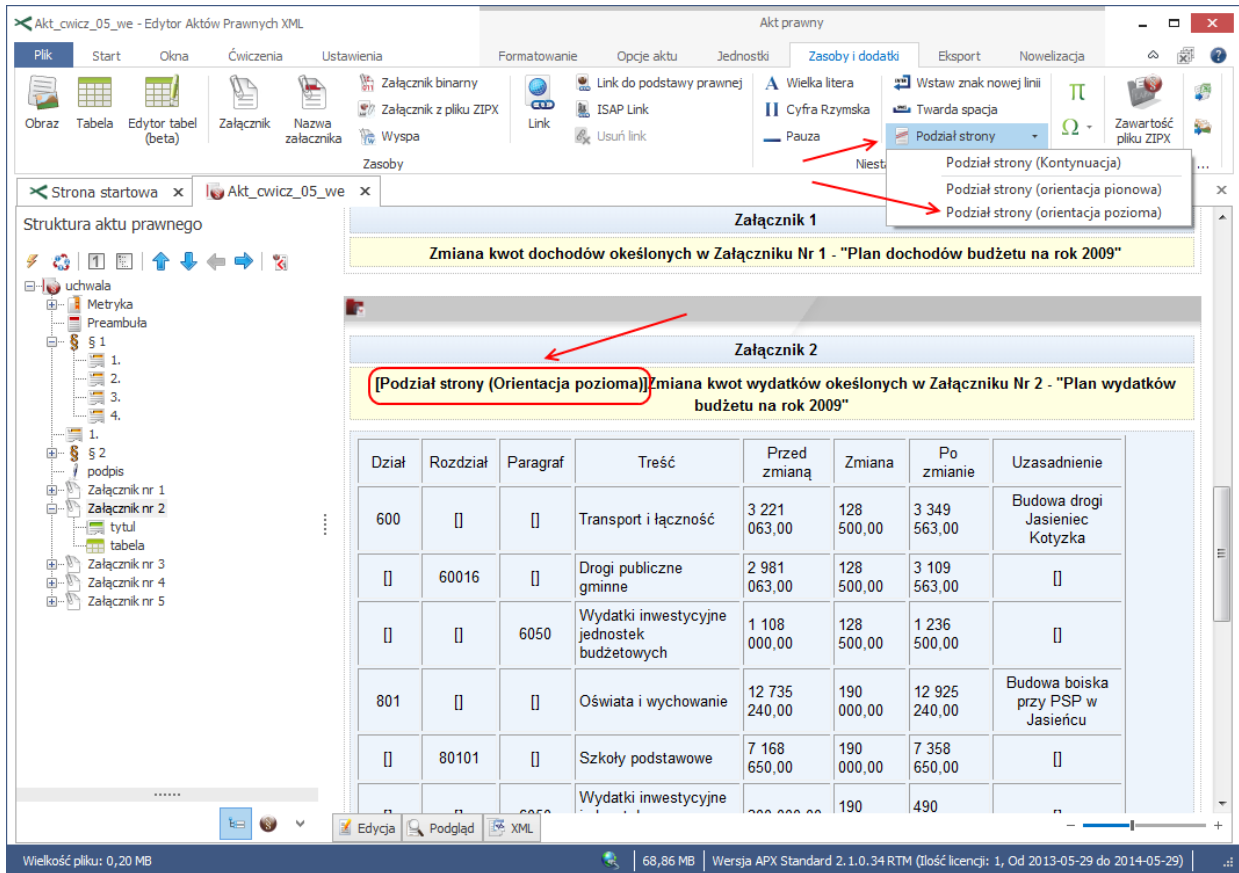 Akt_cwicz_05_we - Edytor Aktów Prawnych XML
Akt prawny
Plik Start Okna Ćwiczenia Ustawienia Formatowanie Opcje aktu Jednostki Zasoby i dodatki Eksport Nowelizacja
Obraz
Tabela
Edytor tabel
(beta)
Załącznik
Nazwa
załacznika
Załącznik binarny
Załącznik z pliku ZIPX
Wyspa
Zasoby
Link
Link do podstawy prawnej
ISAP Link
Usuń link
A Wielka litera
Cyfra Rzymska
Pauza
Wstaw znak nowej linii
Twarda spacja
Podział strony
π
Ω
Zawartość
pliku ZIPX
Niest
...
Podział strony (Kontynuacja)
Podział strony (orientacja pionowa)
Podział strony (orientacja pozioma)
Strona startowa x
Akt_cwicz_05_we x
Struktura aktu prawnego
uchwala
Metryka
Preambuła
§ § 1
1.
2.
3.
4.
1.
§ § 2
podpis
Załącznik nr 1
Załącznik nr 2
tytul
tabela
Załącznik nr 3
Załącznik nr 4
Załącznik nr 5
Załącznik 1
Zmiana kwot dochodów okeślonych w Załączniku Nr 1 - "Plan dochodów budżetu na rok 2009"
Załącznik 2
[Podział strony (Orientacja pozioma)]Zmiana kwot wydatków okeślonych w Załączniku Nr 2 - "Plan wydatków
budżetu na rok 2009"
Dział Rozdział Paragraf Treść Przed zmianą Zmiana Po zmianie Uzasadnienie
600 [] [] Transport i łączność 3 221 063,00 128 500,00 3 349 563,00 Budowa drogi Jasieniec Kotyzka
[] 60016 [] Drogi publiczne gminne 2 981 063,00 128 500,00 3 109 563,00 []
[] [] 6050 Wydatki inwestycyjne jednostek budżetowych 1 108 000,00 128 500,00 1 236 500,00 []
801 [] [] Oświata i wychowanie 12 735 240,00 190 000,00 12 925 240,00 Budowa boiska przy PSP w Jasieńcu
[] 80101 [] Szkoły podstawowe 7 168 650,00 190 000,00 7 358 650,00 []
Wydatki inwestycyjne 190 490
Edycja Podgląd XML
Wielkość pliku: 0,20 MB
68,86 MB
Wersja APX Standard 2.1.0.34 RTM (Ilość licencji: 1, Od 2013-05-29 do 2014-05-29)